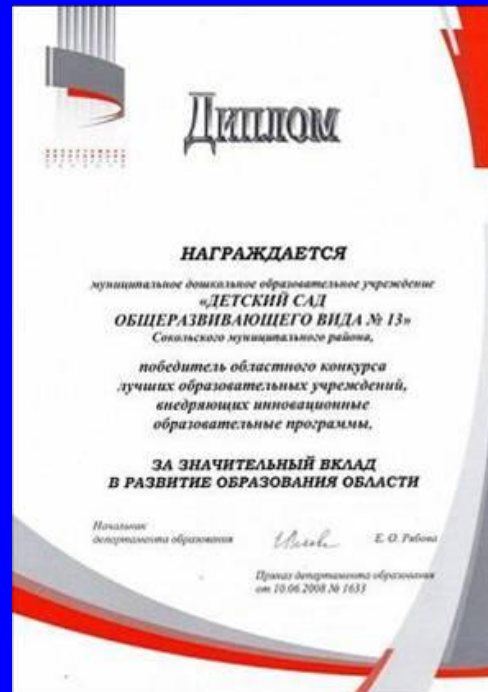 Диплом
НАГРАЖДАЕТСЯ
муниципальное дошкольное образовательное учреждение
«ДЕТСКИЙ САД
ОБЩЕРАЗВИВАЮЩЕГО ВИДА № 13»
Сокольского муниципального района,
победитель областного конкурса
лучших образовательных учреждений,
внедряющих инновационные
образовательные программы,
ЗА ЗНАЧИТЕЛЬНЫЙ ВКЛАД
В РАЗВИТИЕ ОБРАЗОВАНИЯ ОБЛАСТИ
Начальник
департамента образования Е. О. Рябова
Приказ департамента образования
от 10.06.2008 № 1633